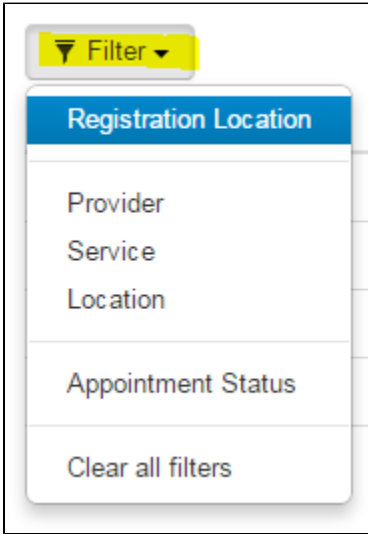 Filter
Registration Location
Provider
Service
Location
Appointment Status
Clear all filters